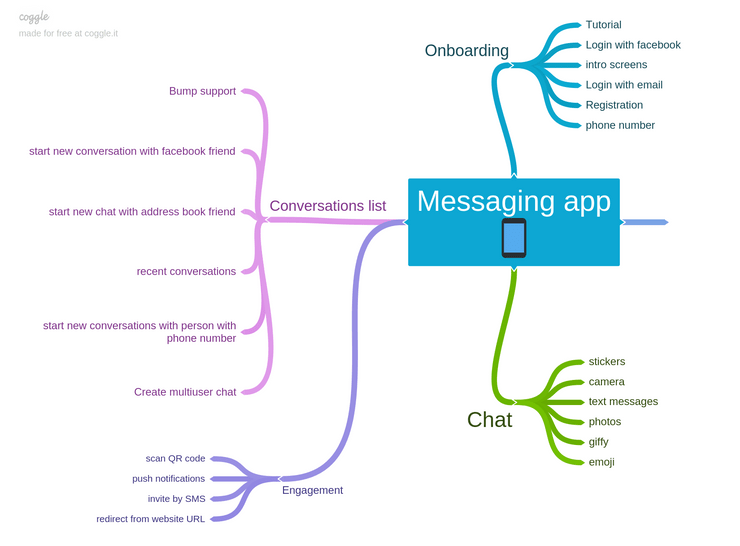 coggle
made for free at coggle.it
Onboarding
Tutorial
Login with facebook
intro screens
Login with email
Registration
phone number
Messaging app
Conversations list
Bump support
start new conversation with facebook friend
start new chat with address book friend
recent conversations
start new conversations with person with
phone number
Create multiuser chat
Chat
stickers
camera
text messages
photos
giffy
emoji
Engagement
scan QR code
push notifications
invite by SMS
redirect from website URL